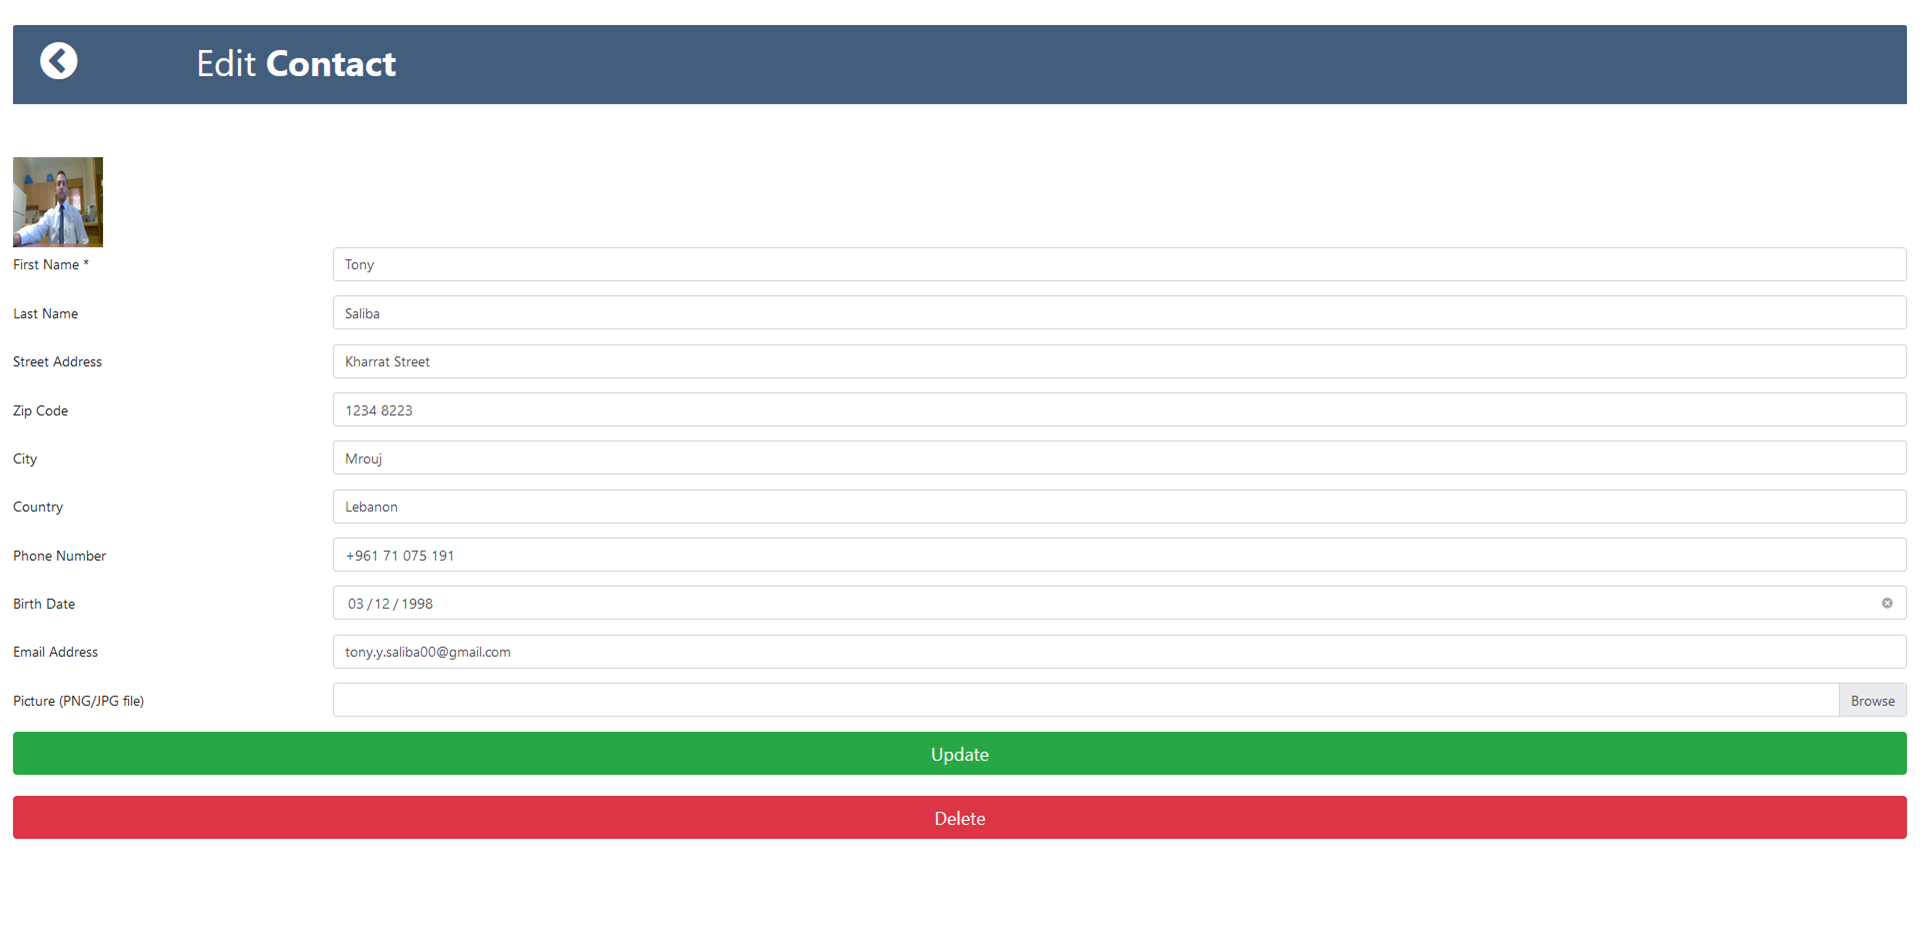 Edit Contact
First Name * Tony
Last Name Saliba
Street Address Kharrat Street
Zip Code 1234 8223
City Mrouj
Country Lebanon
Phone Number +961 71 075 191
Birth Date 03 / 12 / 1998
Email Address tony.y.saliba00@gmail.com
Picture (PNG/JPG file) Browse
Update
Delete